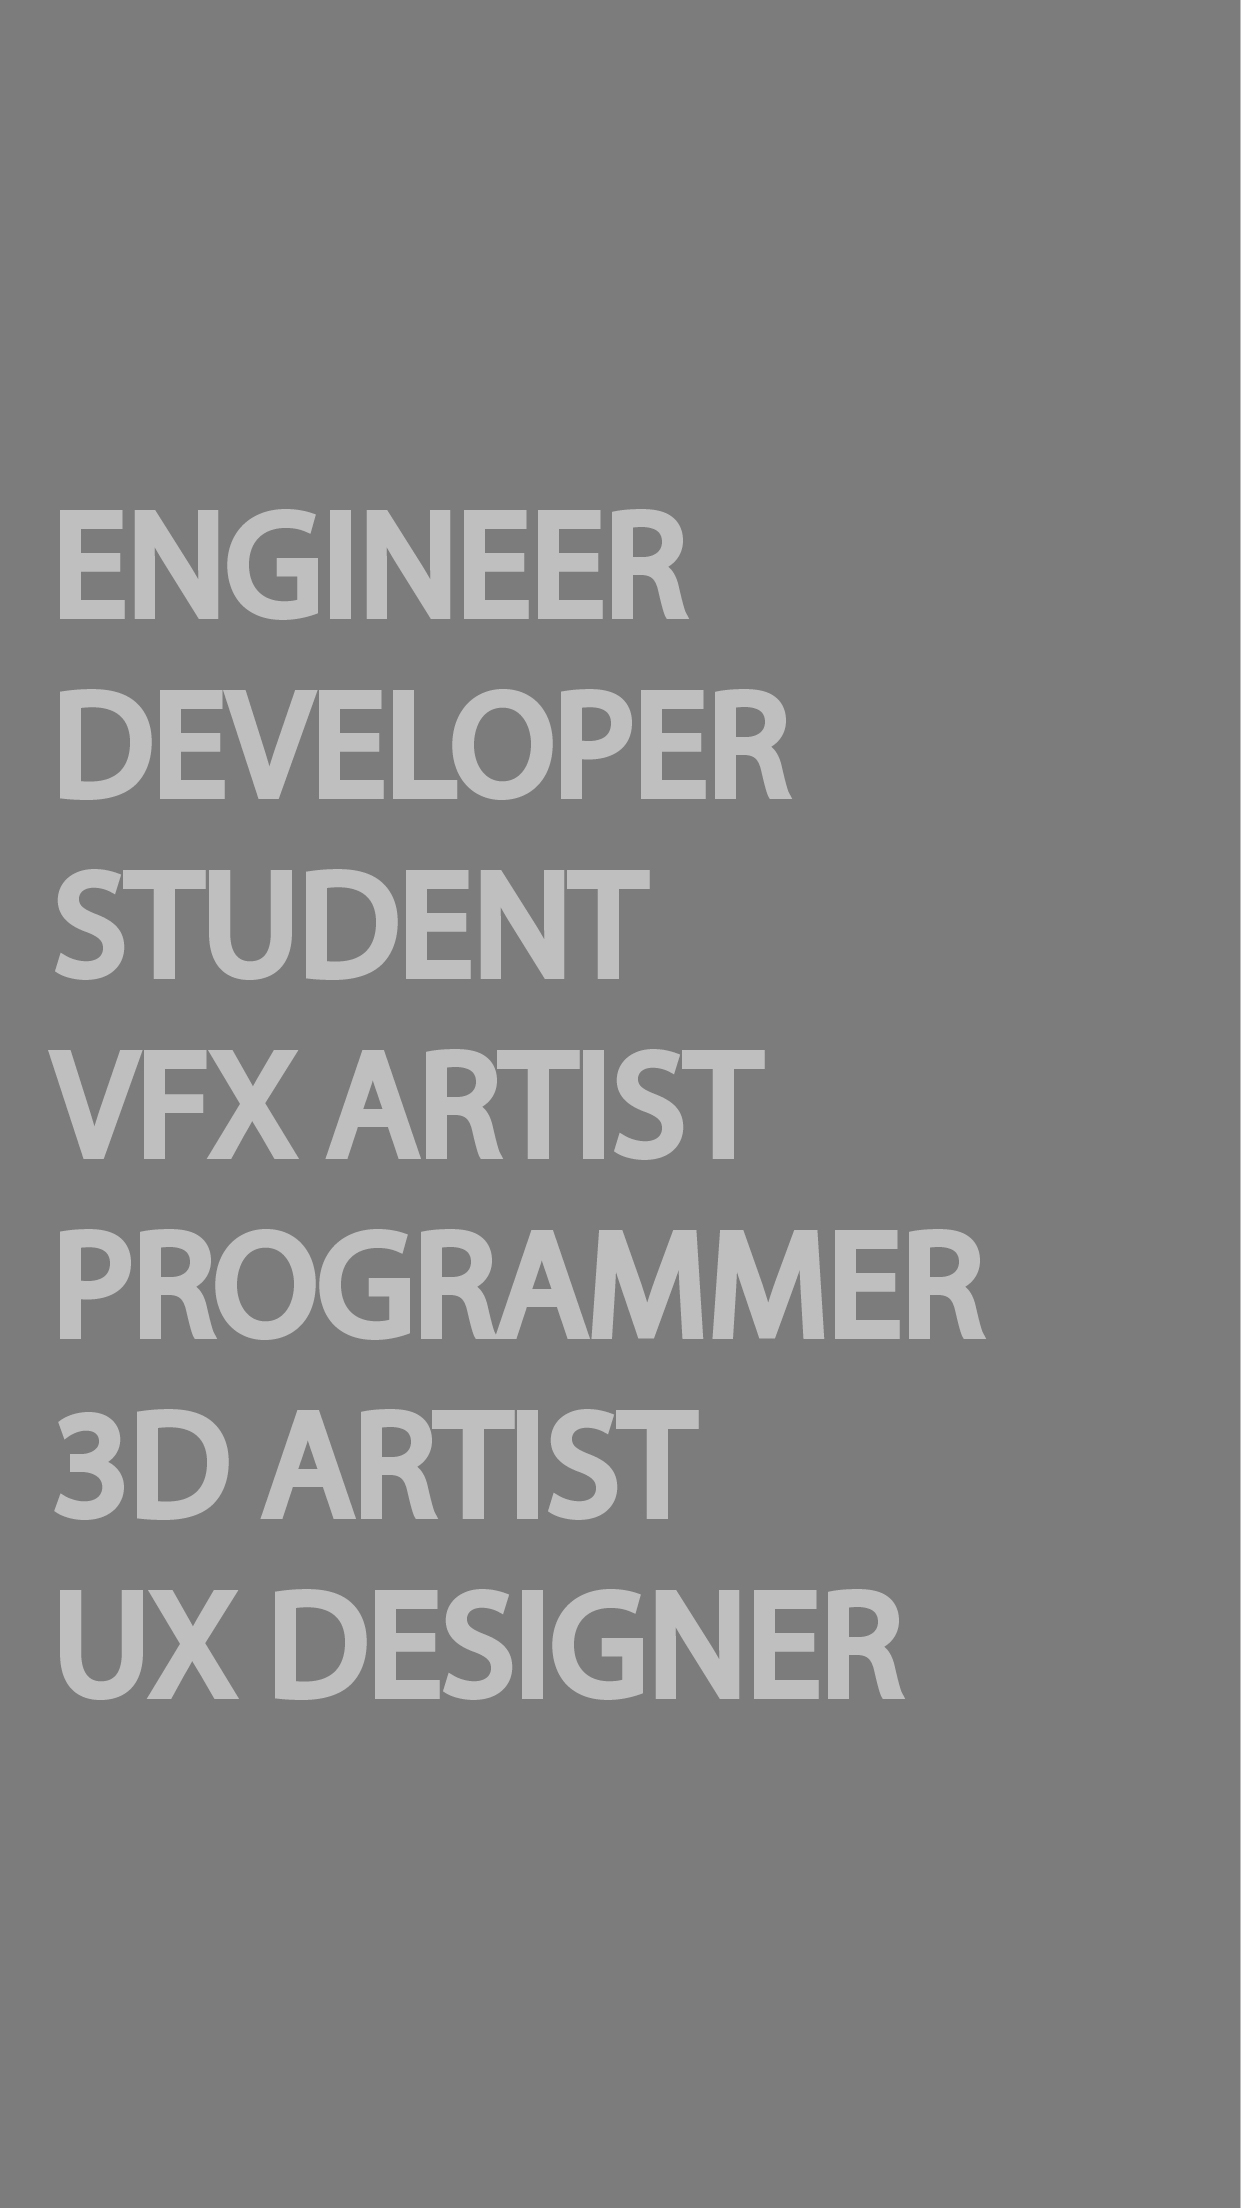 ENGINEER
DEVELOPER
STUDENT
VFX ARTIST
PROGRAMMER
3D ARTIST
UX DESIGNER